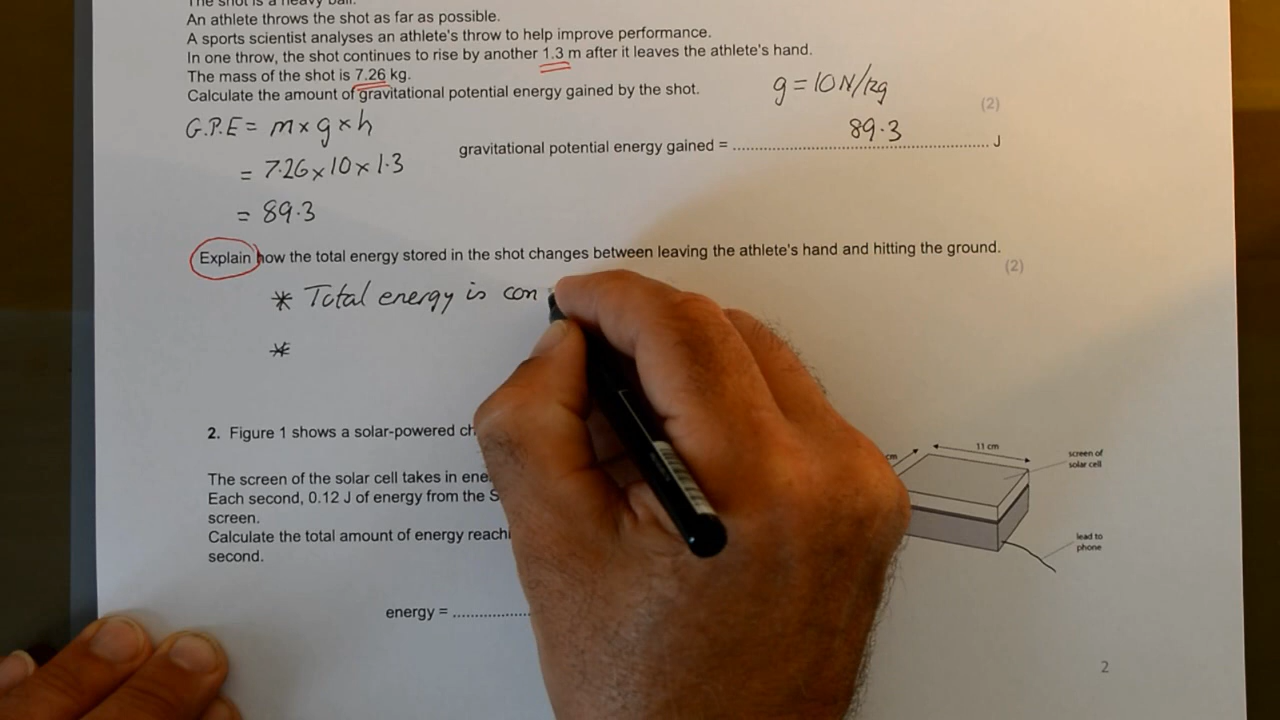 The shot is a heavy ball.
An athlete throws the shot as far as possible.
A sports scientist analyses an athlete's throw to help improve performance.
In one throw, the shot continues to rise by another 1.3 m after it leaves the athlete's hand.
The mass of the shot is 7.26 kg.
Calculate the amount of gravitational potential energy gained by the shot.
g = 10 N/kg
(2)
G.P.E = m x g x h
gravitational potential energy gained = 89.3 J
= 7.26 x 10 x 1.3
= 89.3
Explain how the total energy stored in the shot changes between leaving the athlete's hand and hitting the ground.
(2)
* Total energy is con
*
2. Figure 1 shows a solar-powered
11 cm
cm
screen of
solar cell
The screen of the solar cell takes in
Each second, 0.12 J of energy from the
screen.
Calculate the total amount of energy
second.
lead to
phone
energy =
2